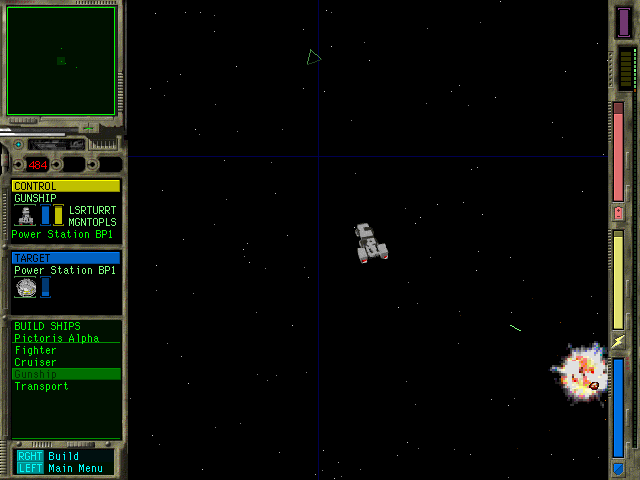 484
CONTROL
GUNSHIP
LSRTURRT
MGNTOPLS
Power Station BP1
TARGET
Power Station BP1
BUILD SHIPS
Pictoris Alpha
Fighter
Cruiser
Gunship
Transport
RGHT Build
LEFT Main Menu